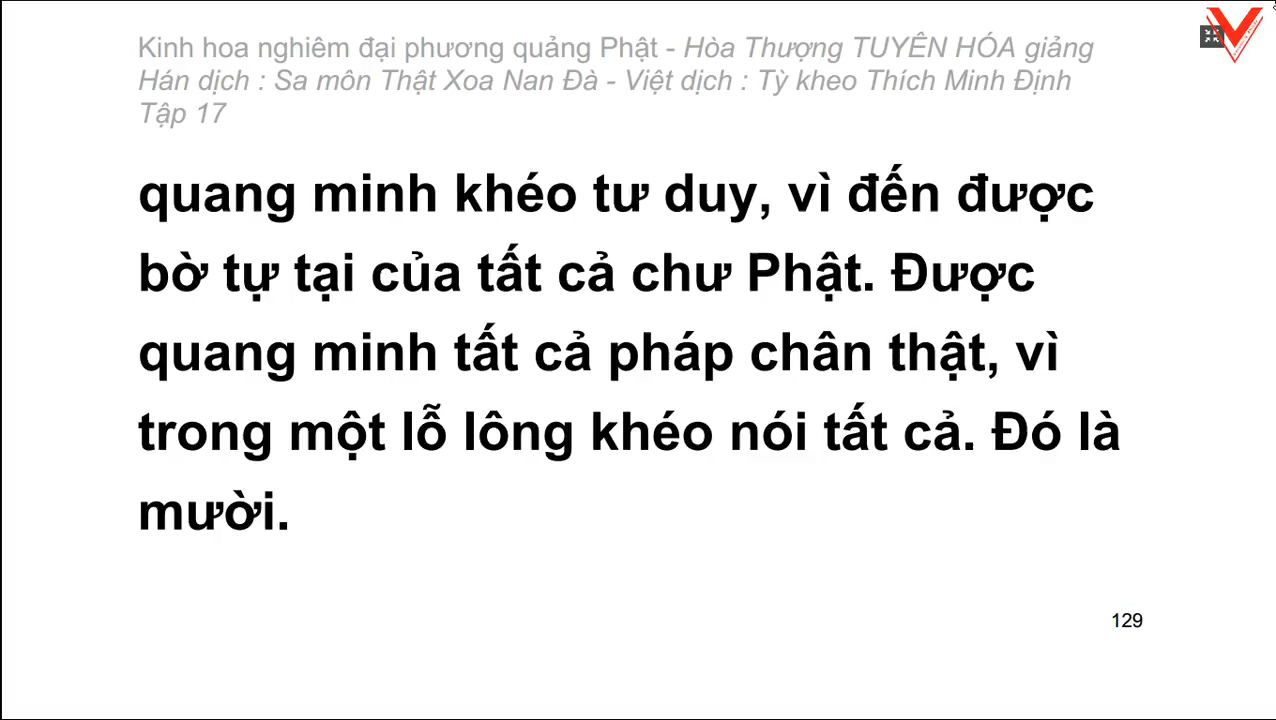 Kinh hoa nghiêm đại phương quảng Phật - Hòa Thượng TUYÊN HÓA giảng
Hán dịch : Sa môn Thật Xoa Nan Đà - Việt dịch : Tỳ kheo Thích Minh Định
Tập 17
quang minh khéo tư duy, vì đến được
bờ tự tại của tất cả chư Phật. Được
quang minh tất cả pháp chân thật, vì
trong một lỗ lông khéo nói tất cả. Đó là
mười.
129